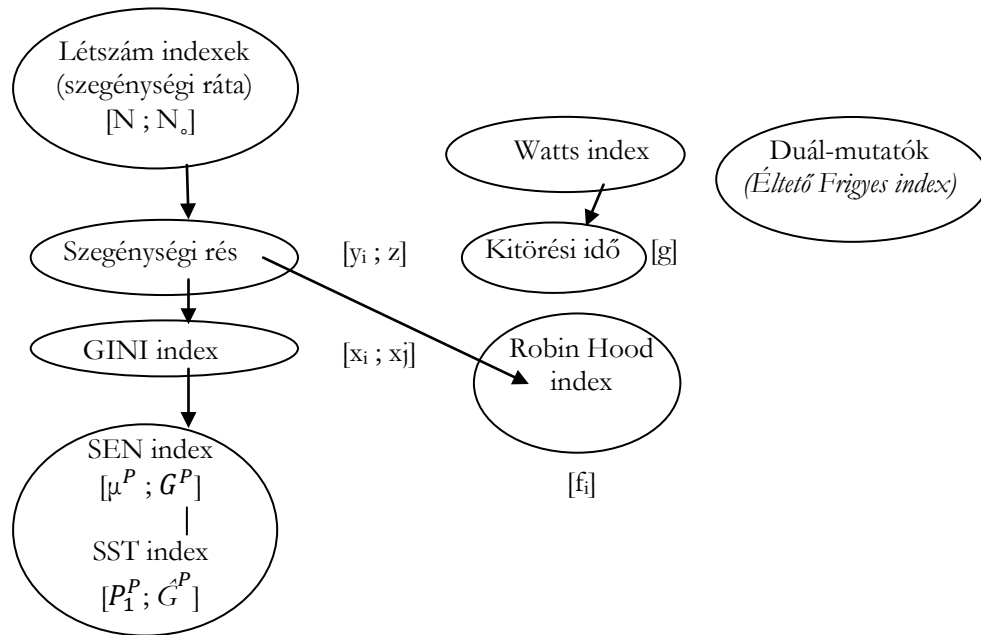 Létszám indexek
(szegénységi ráta)
[N ; N₀]
Watts index
Duál-mutatók
(Éltető Frigyes index)
Szegénységi rés
[yᵢ ; z]
Kitörési idő
[g]
GINI index
[xᵢ ; xj]
Robin Hood
index
SEN index
[μᴾ ; Gᴾ]
[fᵢ]
SST index
[P₁ᴾ; Ĝᴾ]